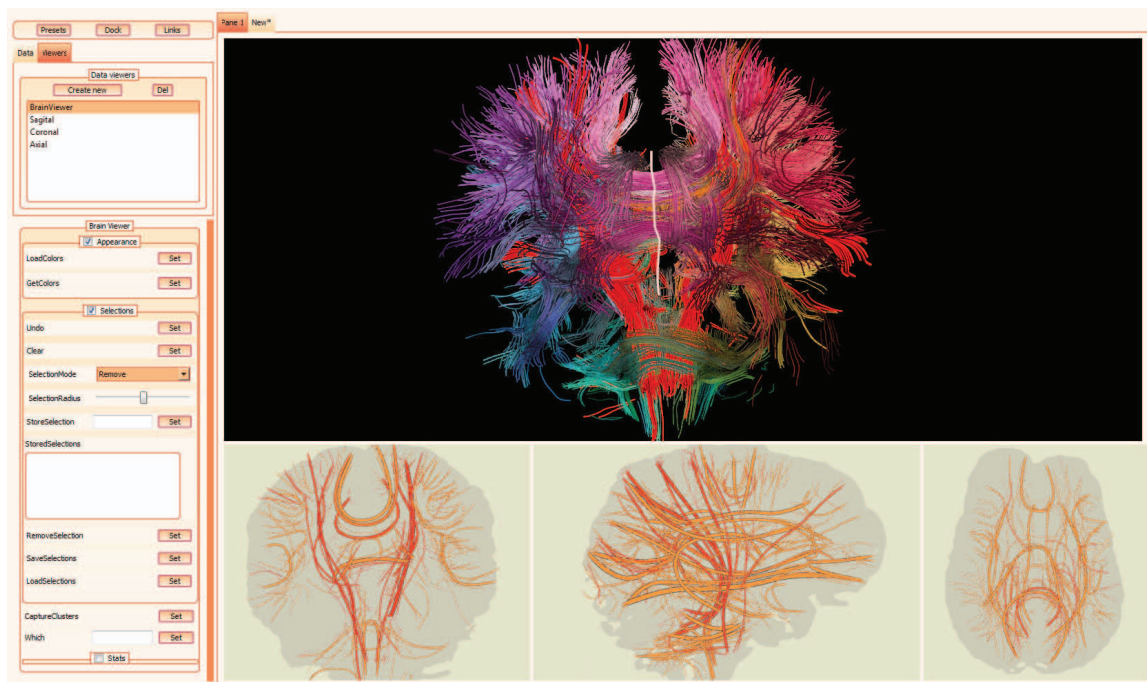 Presets Dock Links
Pane 1 New*
Data Viewers
Data viewers
Create new Del
BrainViewer
Sagital
Coronal
Axial
Brain Viewer
Appearance
LoadColors Set
GetColors Set
Selections
Undo Set
Clear Set
SelectionMode Remove
SelectionRadius
StoreSelection Set
StoredSelections
RemoveSelection Set
SaveSelections Set
LoadSelections Set
CaptureClusters Set
Which Set
Stats